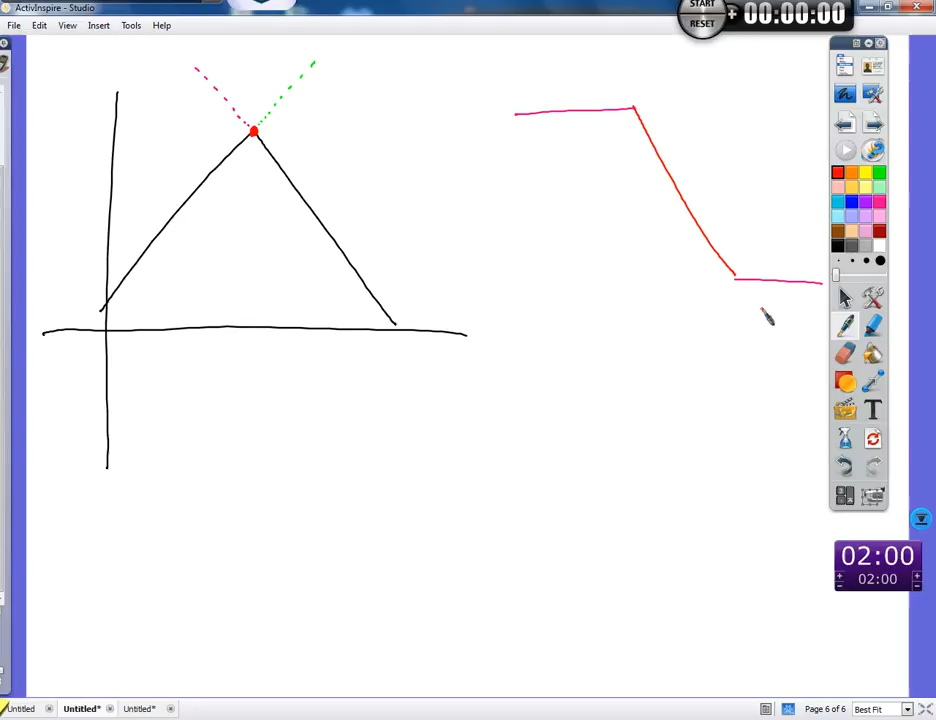 ActivInspire - Studio
START
RESET
00:00:00
File Edit View Insert Tools Help
T
02:00
02:00
Untitled
Untitled*
Untitled*
Page 6 of 6
Best Fit